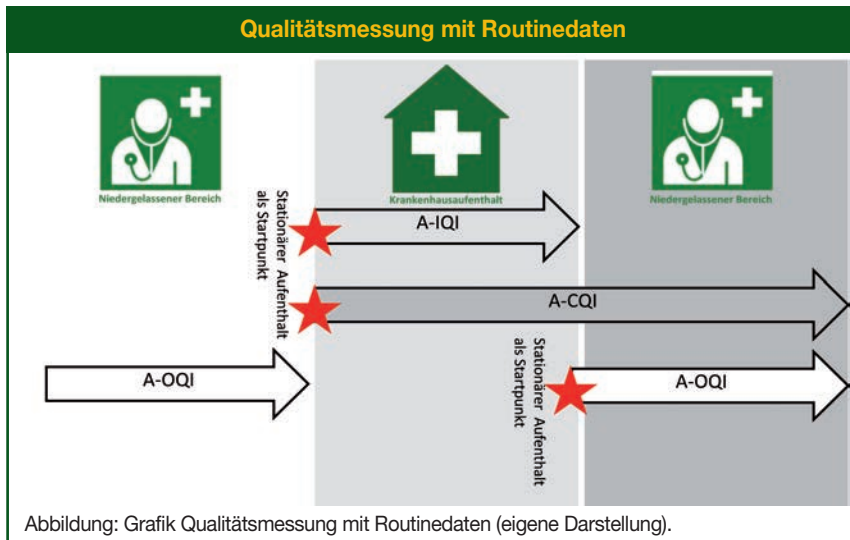 Qualitätsmessung mit Routinedaten
Niedergelassener Bereich
Krankenhausaufenthalt
Niedergelassener Bereich
Stationärer Aufenthalt
als Startpunkt
A-IQI
A-CQI
A-OQI
Stationärer Aufenthalt
als Startpunkt
A-OQI
Abbildung: Grafik Qualitätsmessung mit Routinedaten (eigene Darstellung).